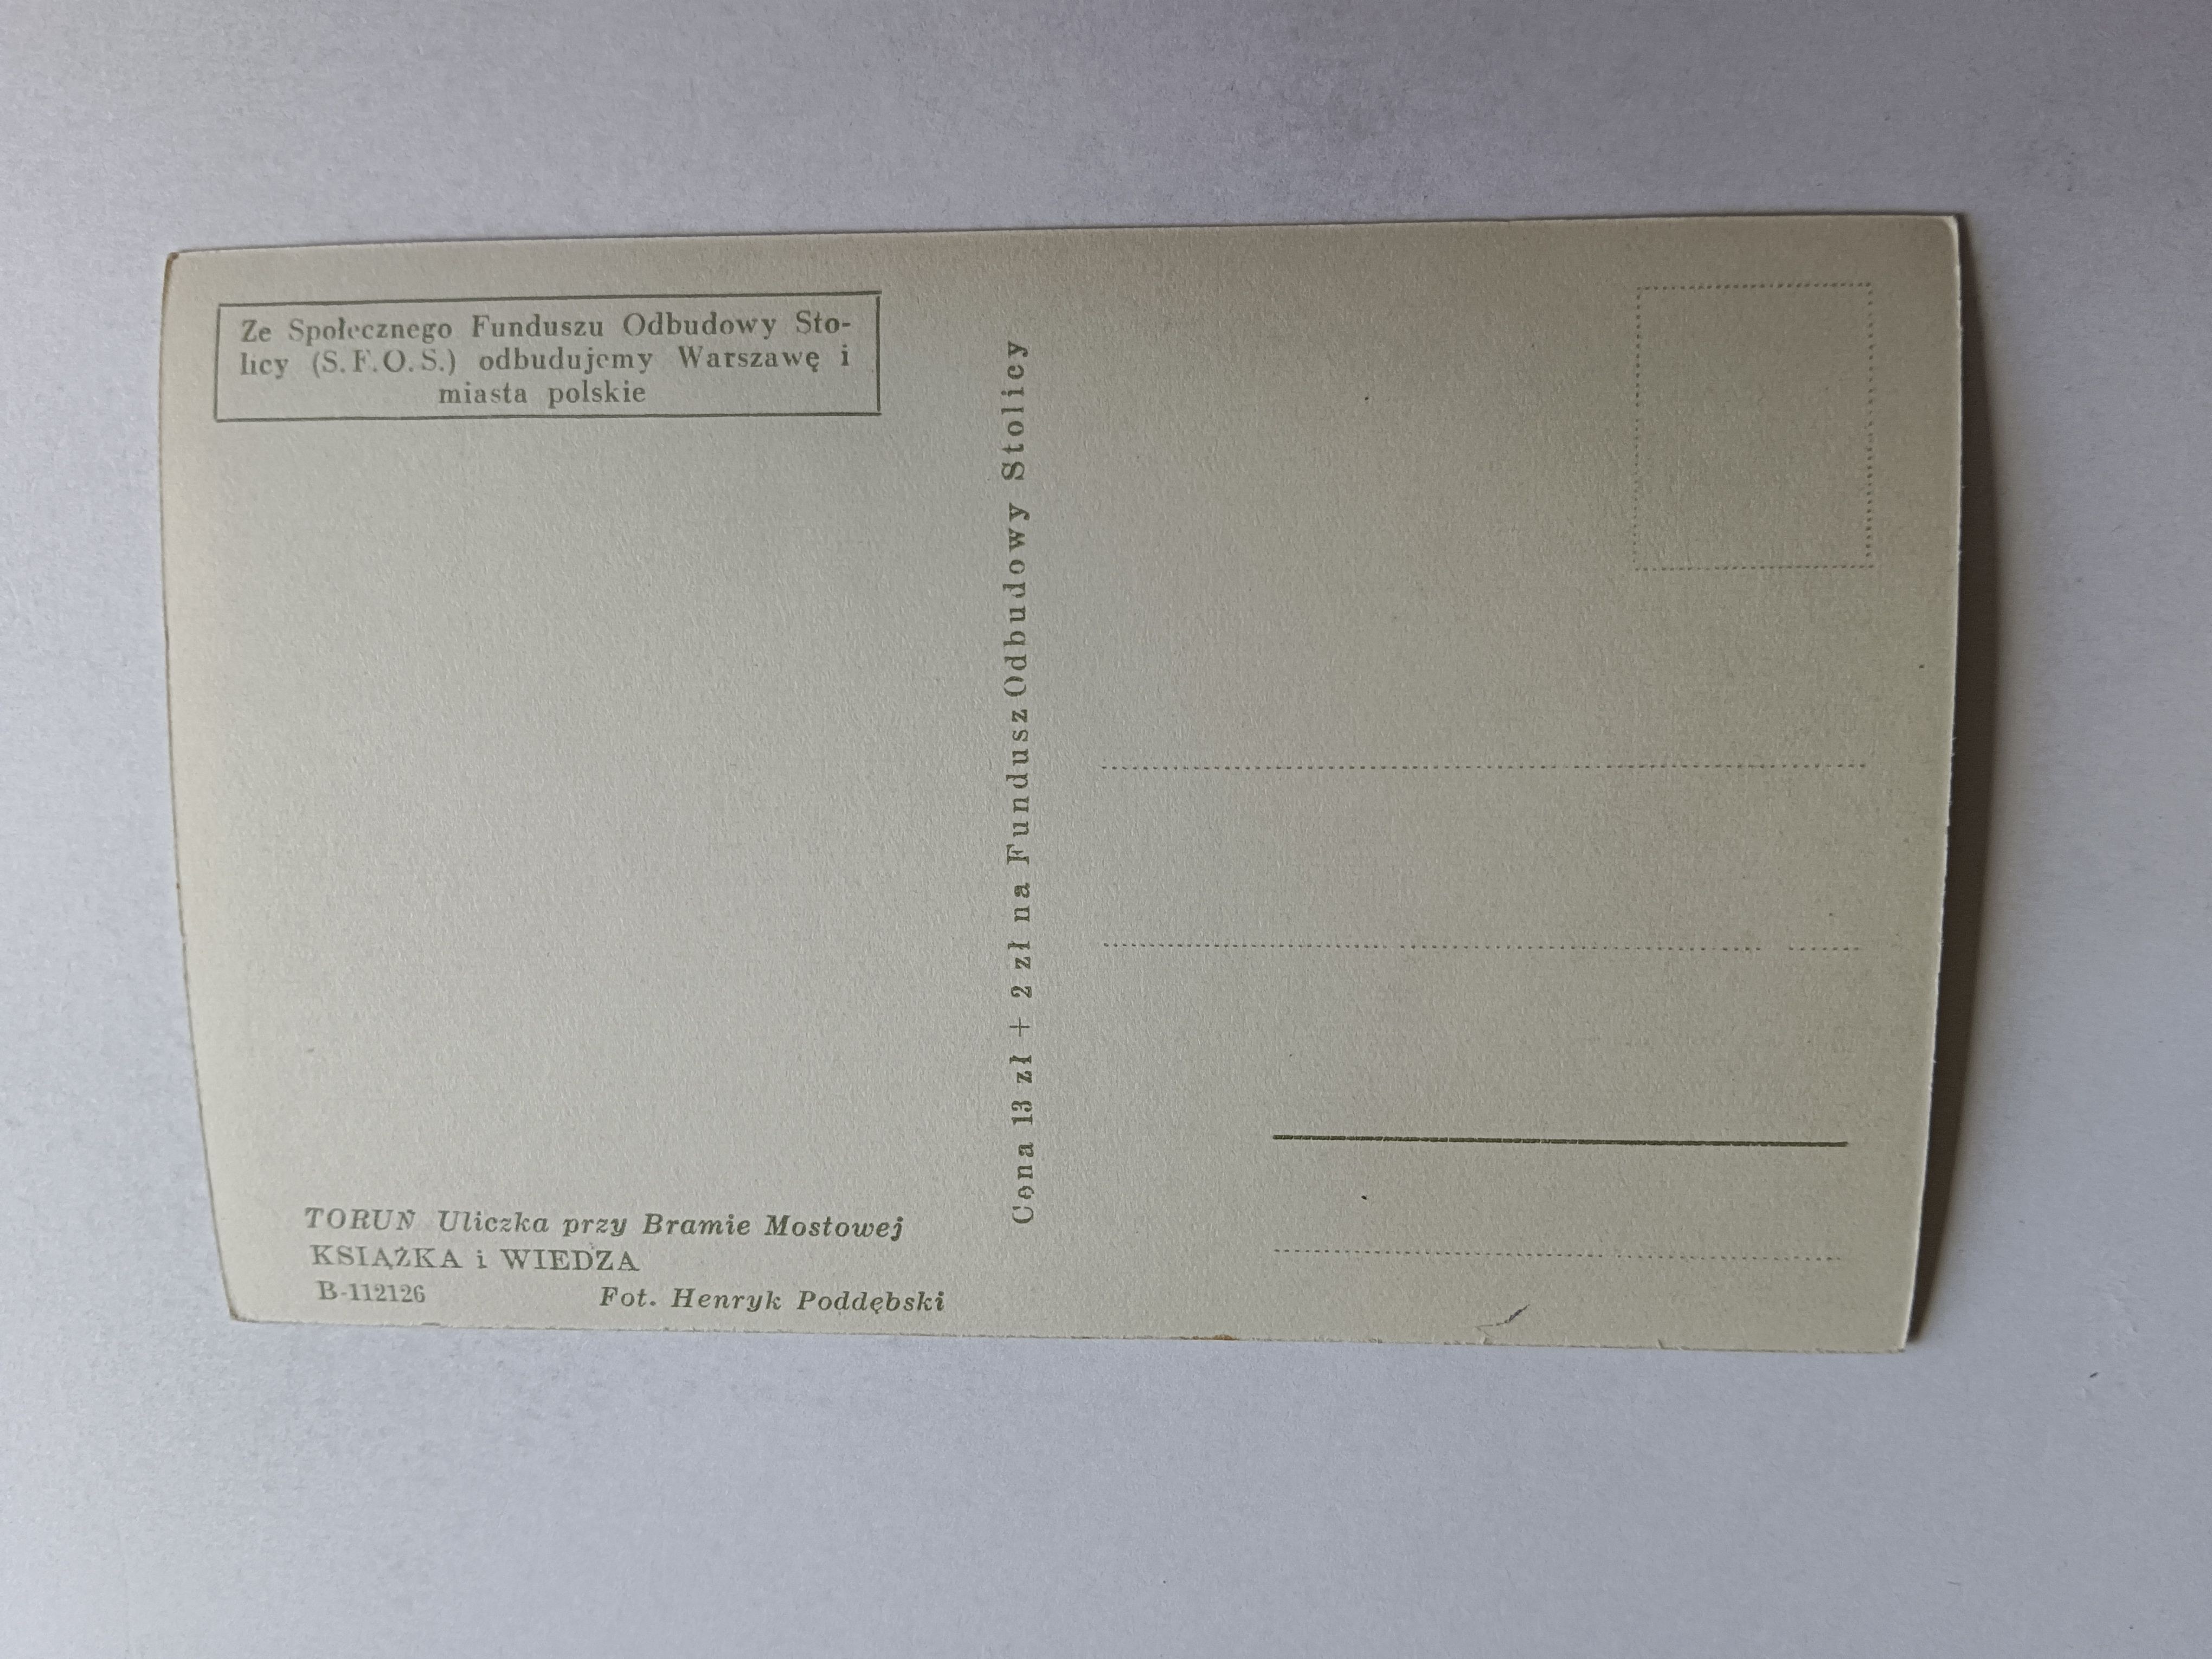 Ze Społecznego Funduszu Odbudowy Sto-
licy (S.F.O.S.) odbudujemy Warszawę i
miasta polskie
Cena 13 zł + 2 zł na Fundusz Odbudowy Stolicy
TORUŃ Uliczka przy Bramie Mostowej
KSIĄŻKA i WIEDZA
B-112126 Fot. Henryk Poddębski